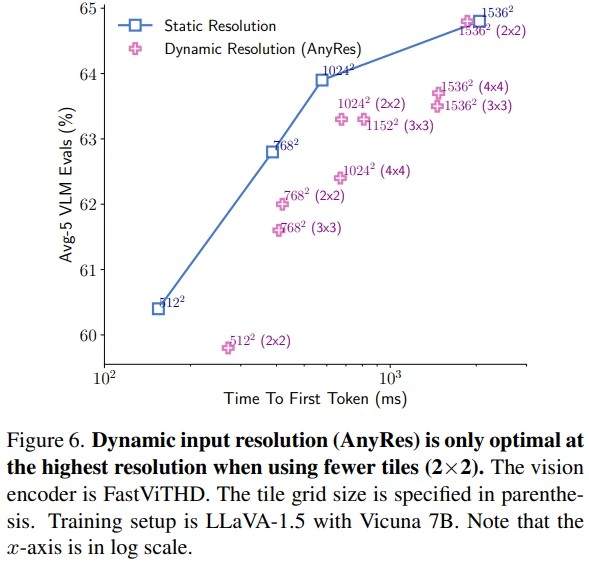 65
64
63
62
61
60
Avg-5 VLM Evals (%)
Static Resolution
Dynamic Resolution (AnyRes)
1536²
1536² (2x2)
1024²
1536² (4x4)
1536² (3x3)
1024² (2x2)
1152² (3x3)
768²
1024² (4x4)
768² (2x2)
768² (3x3)
512²
512² (2x2)
10² 10³
Time To First Token (ms)
Figure 6. Dynamic input resolution (AnyRes) is only optimal at
the highest resolution when using fewer tiles (2×2). The vision
encoder is FastViTHD. The tile grid size is specified in parenthe-
sis. Training setup is LLaVA-1.5 with Vicuna 7B. Note that the
x-axis is in log scale.